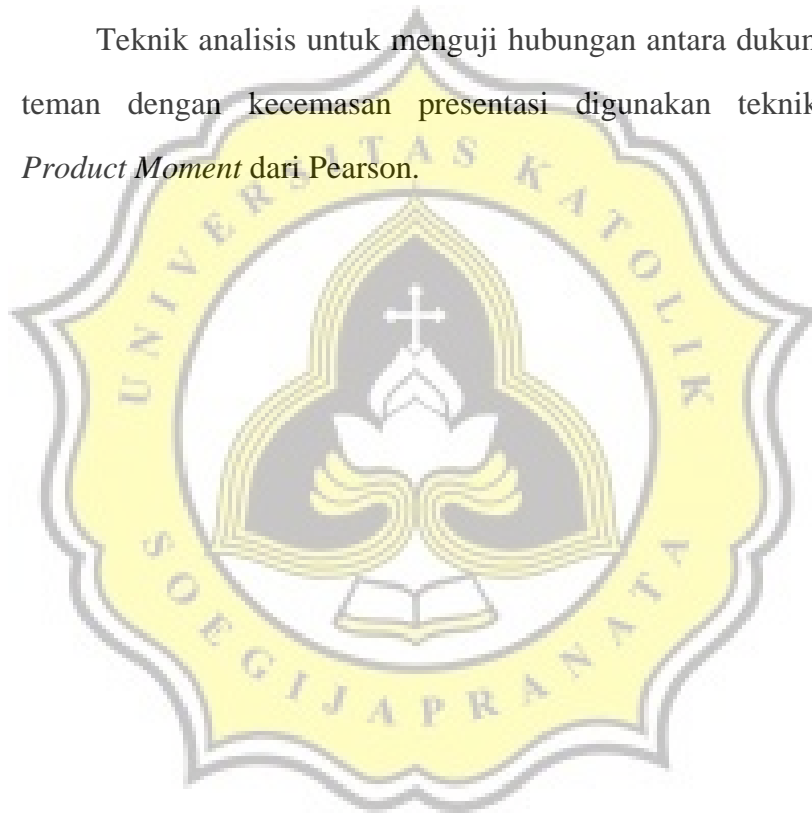 Teknik analisis untuk menguji hubungan antara dukun
teman dengan kecemasan presentasi digunakan teknik
Product Moment dari Pearson.
UNIVERSITAS KATOLIK
SOEGIJAPRANATA